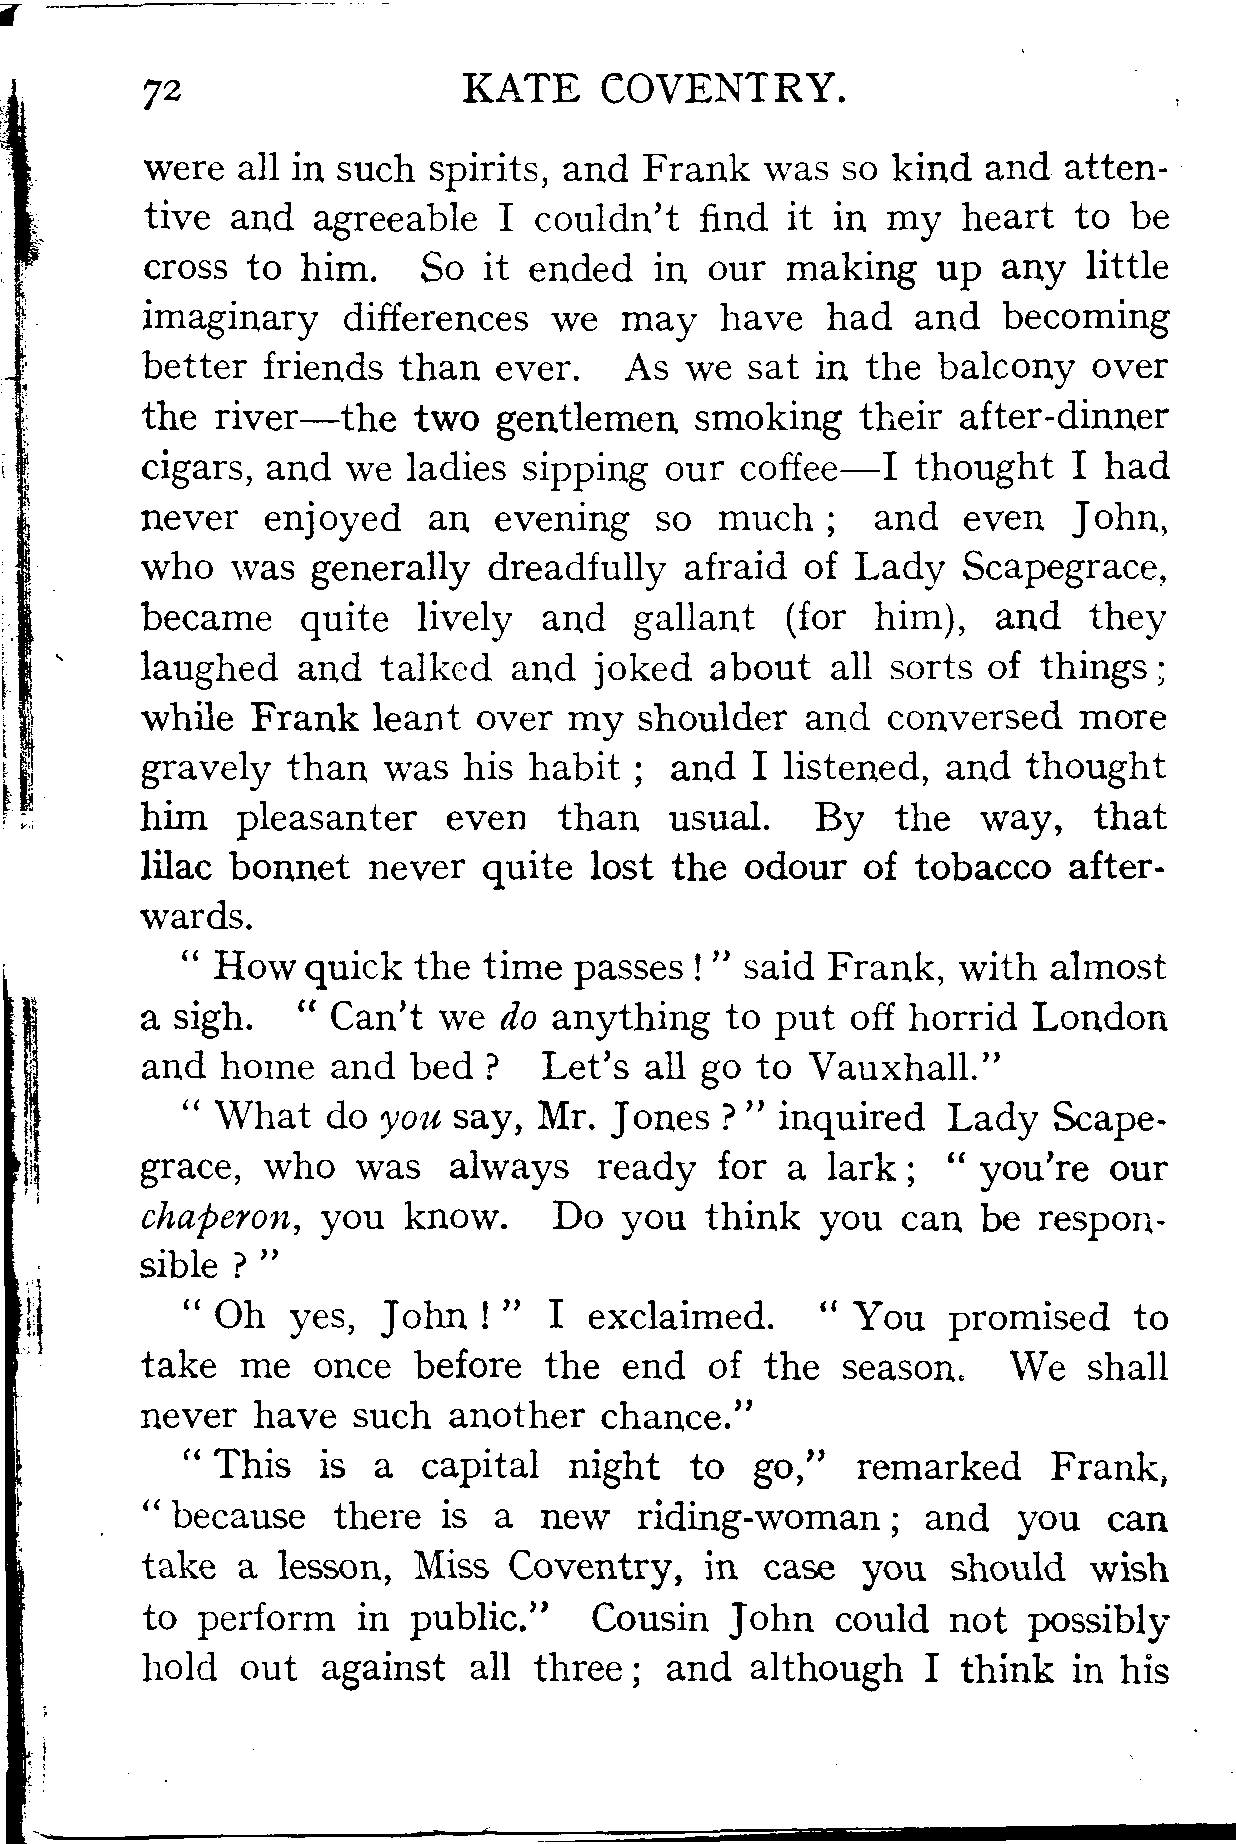 72 KATE COVENTRY.
were all in such spirits, and Frank was so kind and atten-
tive and agreeable I couldn't find it in my heart to be
cross to him. So it ended in our making up any little
imaginary differences we may have had and becoming
better friends than ever. As we sat in the balcony over
the river—the two gentlemen smoking their after-dinner
cigars, and we ladies sipping our coffee—I thought I had
never enjoyed an evening so much ; and even John,
who was generally dreadfully afraid of Lady Scapegrace,
became quite lively and gallant (for him), and they
laughed and talked and joked about all sorts of things ;
while Frank leant over my shoulder and conversed more
gravely than was his habit ; and I listened, and thought
him pleasanter even than usual. By the way, that
lilac bonnet never quite lost the odour of tobacco after-
wards.
" How quick the time passes ! " said Frank, with almost
a sigh. " Can't we do anything to put off horrid London
and home and bed ? Let's all go to Vauxhall."
" What do you say, Mr. Jones ? " inquired Lady Scape-
grace, who was always ready for a lark ; " you're our
chaperon, you know. Do you think you can be respon-
sible ? "
" Oh yes, John ! " I exclaimed. " You promised to
take me once before the end of the season. We shall
never have such another chance."
" This is a capital night to go," remarked Frank,
" because there is a new riding-woman ; and you can
take a lesson, Miss Coventry, in case you should wish
to perform in public." Cousin John could not possibly
hold out against all three ; and although I think in his